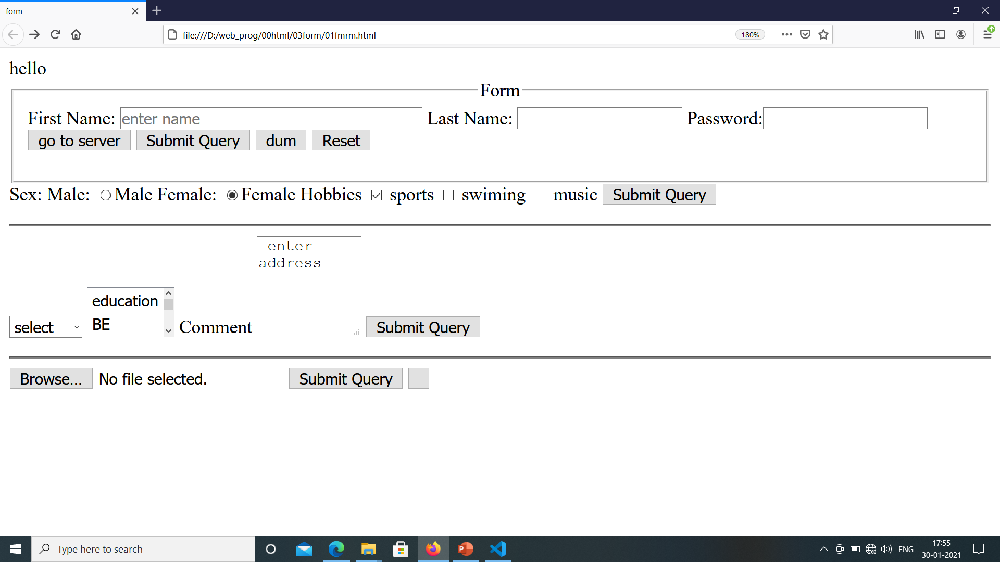 form
file:///D:/web_prog/00html/03form/01fmrm.html 180%
hello
Form
First Name: enter name Last Name: Password:
go to server Submit Query dum Reset
Sex: Male: Male Female: Female Hobbies sports swiming music Submit Query
enter
address
education
select BE Comment Submit Query
Browse... No file selected. Submit Query
Type here to search
ENG
17:55
30-01-2021